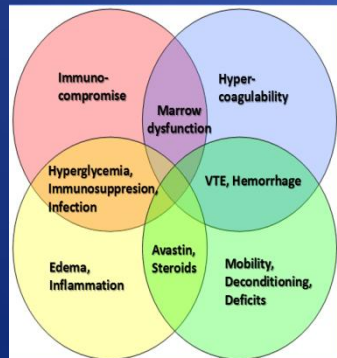 Immuno-
compromise
Hyper-
coagulability
Marrow
dysfunction
Hyperglycemia,
Immunosuppresion,
Infection
VTE, Hemorrhage
Edema,
Inflammation
Avastin,
Steroids
Mobility,
Deconditioning,
Deficits